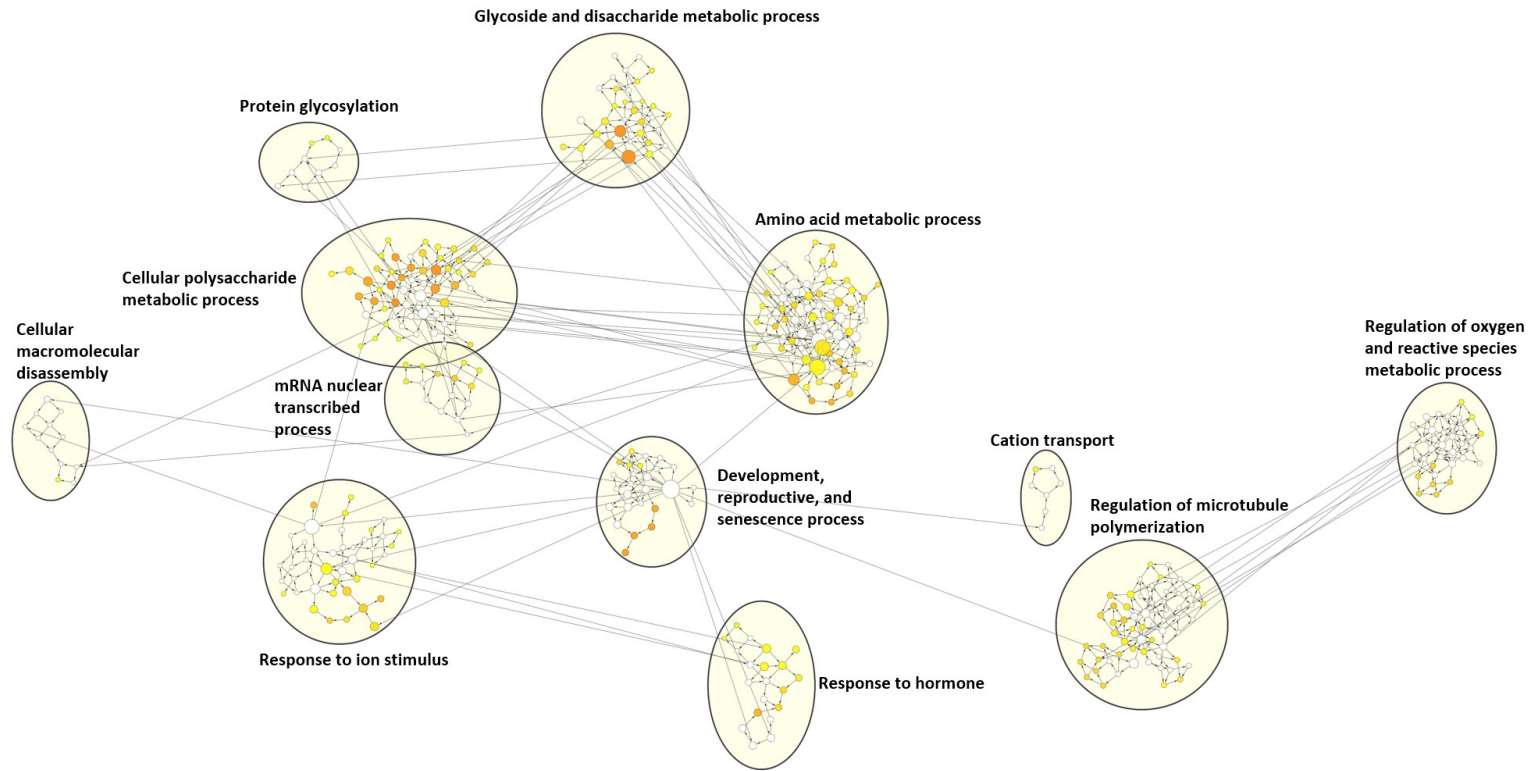 Glycoside and disaccharide metabolic process
Protein glycosylation
Amino acid metabolic process
Cellular polysaccharide
metabolic process
Cellular
macromolecular
disassembly
Regulation of oxygen
and reactive species
metabolic process
mRNA nuclear
transcribed
process
Cation transport
Development,
reproductive, and
senescence process
Regulation of microtubule
polymerization
Response to ion stimulus
Response to hormone